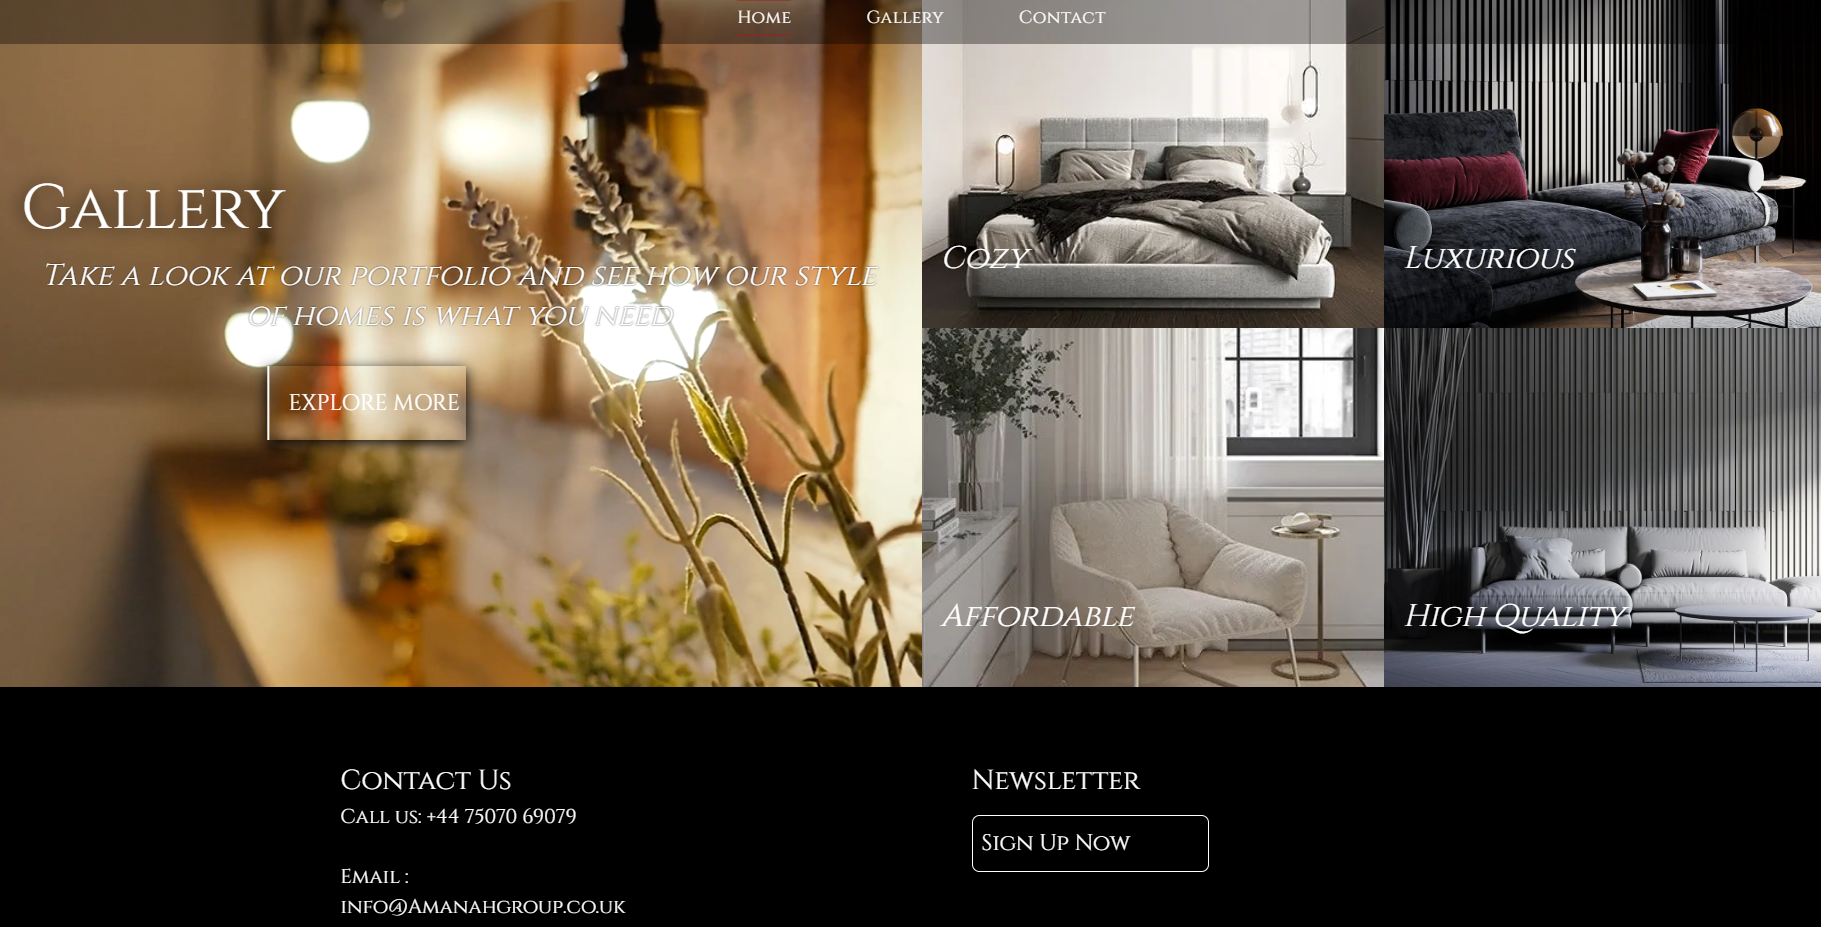 Home Gallery Contact
Gallery
Take a look at our portfolio and see how our style
of homes is what you need
EXPLORE MORE
Cozy
Luxurious
Affordable
High Quality
Contact Us
Call us: +44 75070 69079
Email :
info@Amanahgroup.co.uk
Newsletter
Sign Up Now